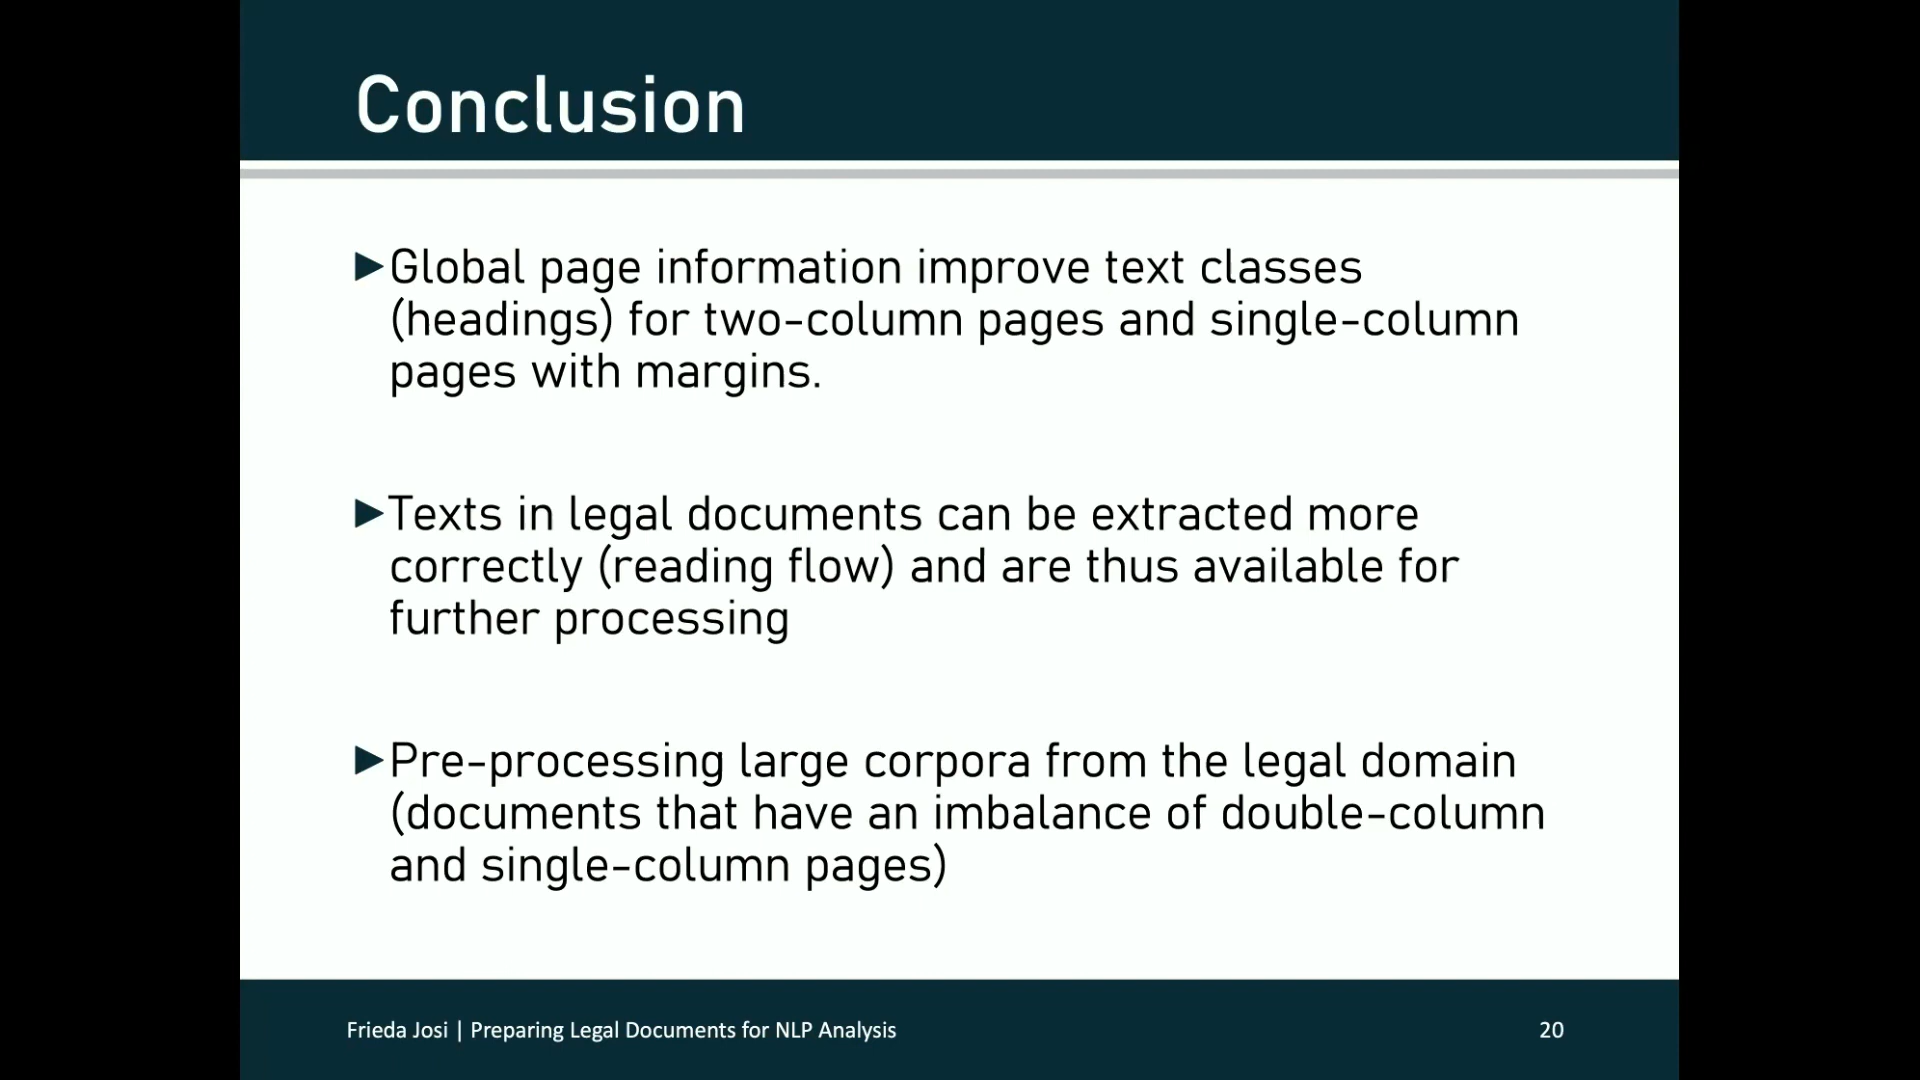 Conclusion
►Global page information improve text classes
(headings) for two-column pages and single-column
pages with margins.
►Texts in legal documents can be extracted more
correctly (reading flow) and are thus available for
further processing
►Pre-processing large corpora from the legal domain
(documents that have an imbalance of double-column
and single-column pages)
Frieda Josi | Preparing Legal Documents for NLP Analysis 20